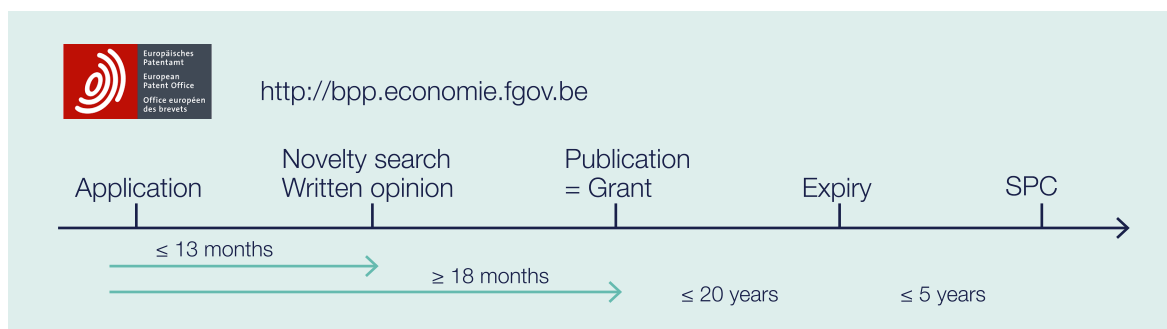 Europäisches
Patentamt
European
Patent Office
Office européen
des brevets
http://bpp.economie.fgov.be
Application
Novelty search
Written opinion
Publication
= Grant
Expiry
SPC
≤ 13 months
≥ 18 months
≤ 20 years
≤ 5 years